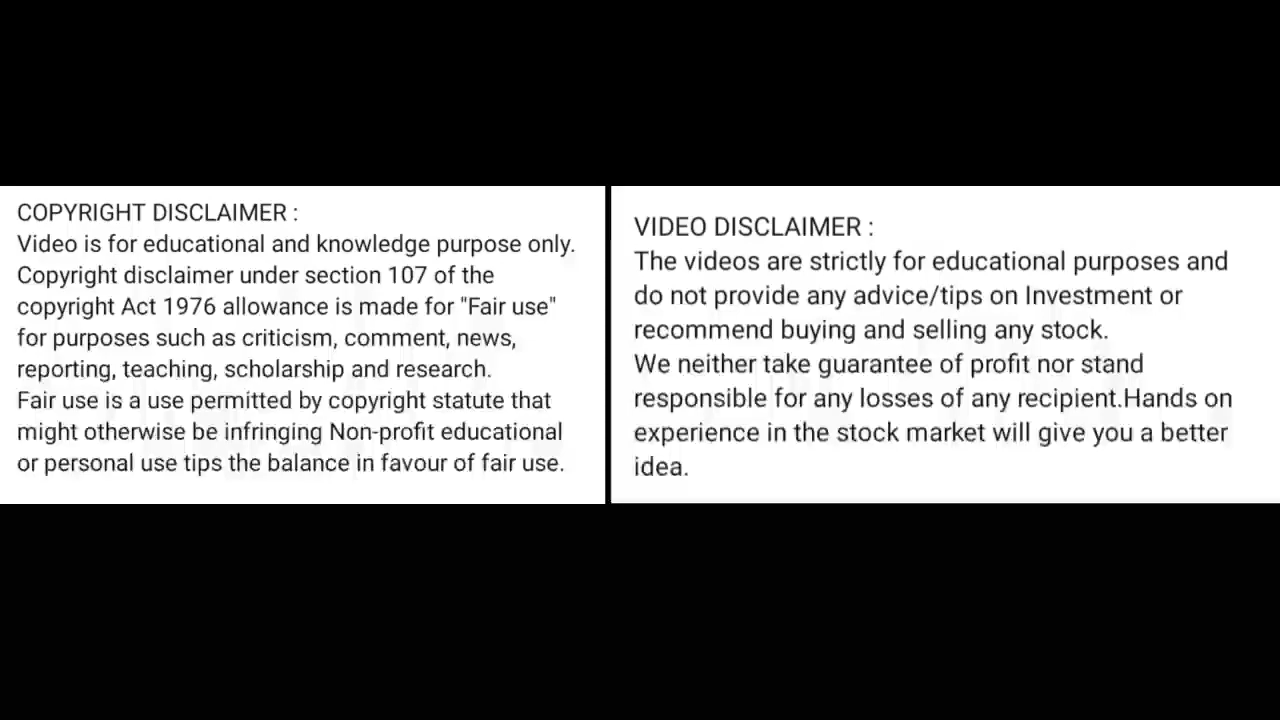 COPYRIGHT DISCLAIMER :
Video is for educational and knowledge purpose only.
Copyright disclaimer under section 107 of the
copyright Act 1976 allowance is made for "Fair use"
for purposes such as criticism, comment, news,
reporting, teaching, scholarship and research.
Fair use is a use permitted by copyright statute that
might otherwise be infringing Non-profit educational
or personal use tips the balance in favour of fair use.
VIDEO DISCLAIMER :
The videos are strictly for educational purposes and
do not provide any advice/tips on Investment or
recommend buying and selling any stock.
We neither take guarantee of profit nor stand
responsible for any losses of any recipient.Hands on
experience in the stock market will give you a better
idea.